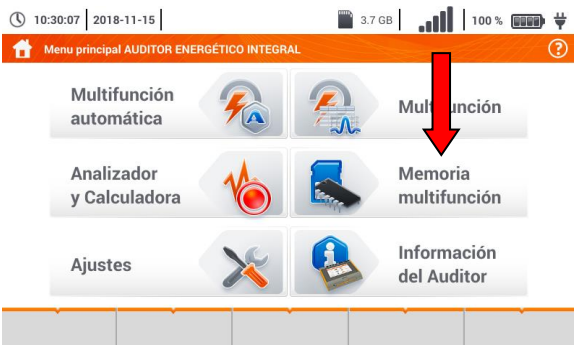 10:30:07 2018-11-15 3.7 GB 100 %
Menu principal AUDITOR ENERGÉTICO INTEGRAL ?
Multifunción
automática
Multifunción
Analizador
y Calculadora
Memoria
multifunción
Ajustes
Información
del Auditor